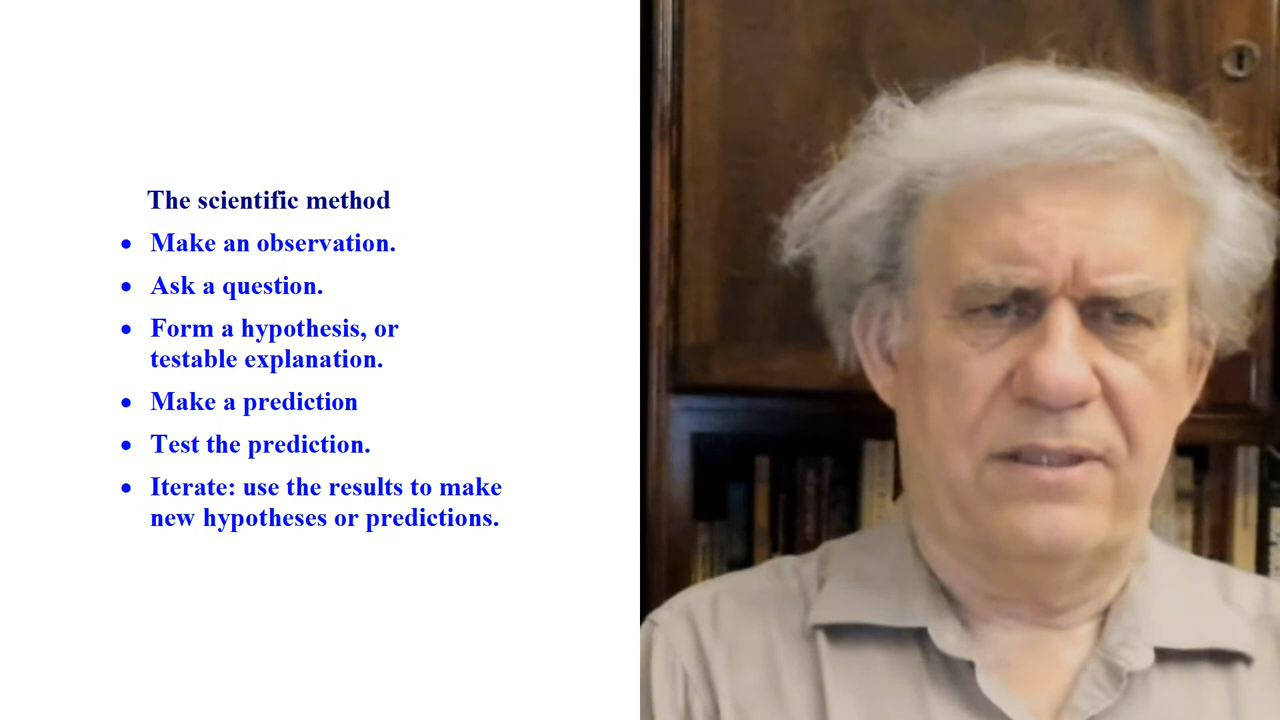 The scientific method
• Make an observation.
• Ask a question.
• Form a hypothesis, or
testable explanation.
• Make a prediction
• Test the prediction.
• Iterate: use the results to make
new hypotheses or predictions.